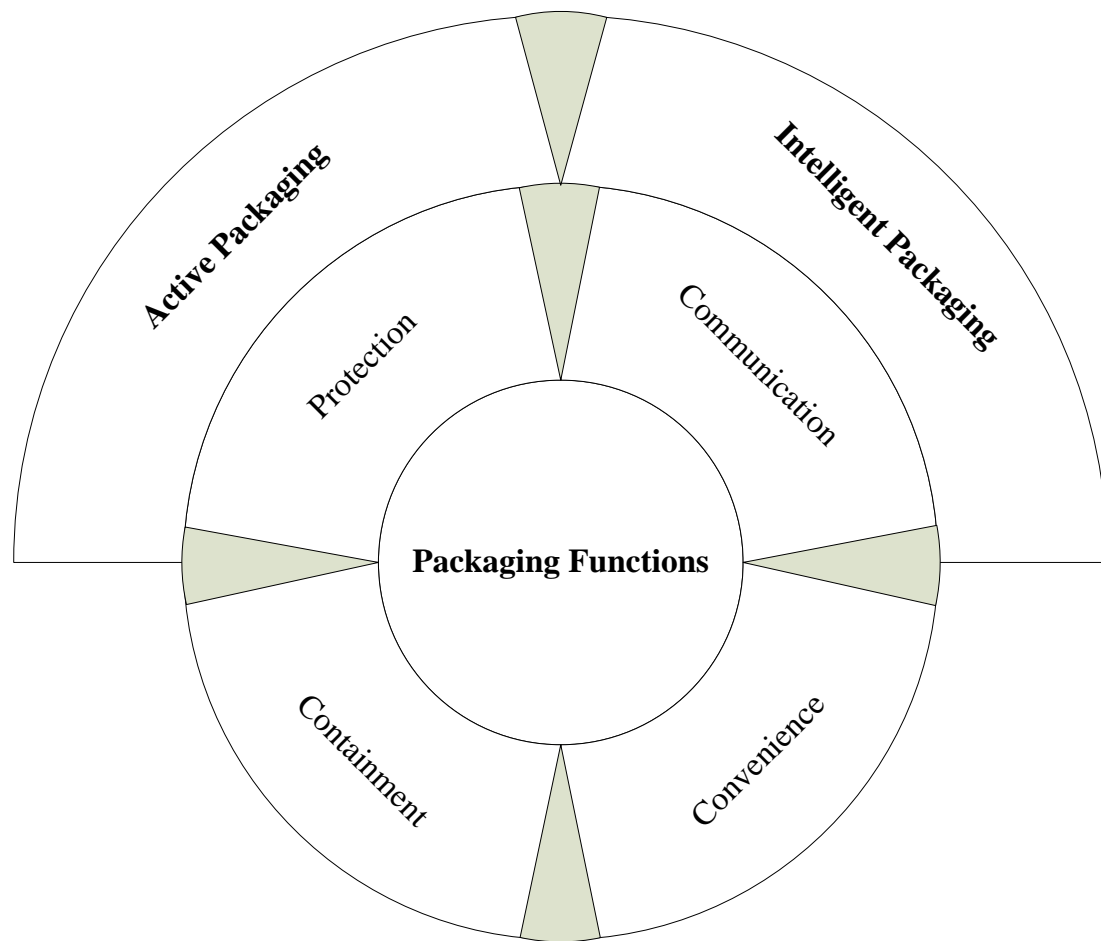 Active Packaging
Intelligent Packaging
Protection
Communication
Packaging Functions
Containment
Convenience